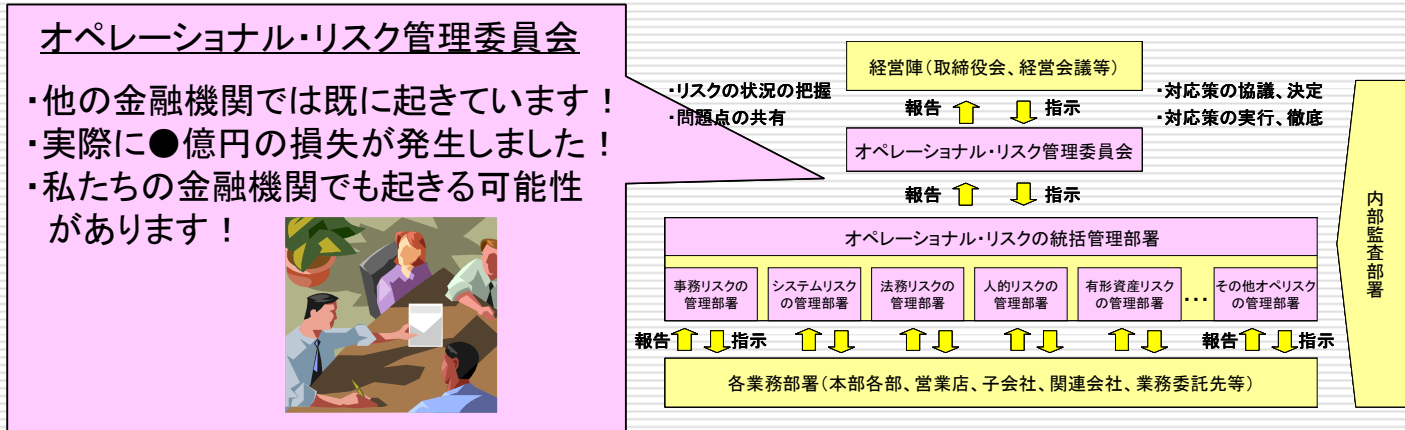 オペレーショナル・リスク管理委員会
・他の金融機関では既に起きています！
・実際に●億円の損失が発生しました！
・私たちの金融機関でも起きる可能性
があります！
経営陣（取締役会、経営会議等）
・リスクの状況の把握
・問題点の共有
報告
指示
・対応策の協議、決定
・対応策の実行、徹底
オペレーショナル・リスク管理委員会
報告
指示
オペレーショナル・リスクの統括管理部署
事務リスクの
管理部署
システムリスク
の管理部署
法務リスクの
管理部署
人的リスクの
管理部署
有形資産リスク
の管理部署
・・・
その他オペリスク
の管理部署
報告
指示
報告
指示
各業務部署（本部各部、営業店、子会社、関連会社、業務委託先等）
内部監査部署